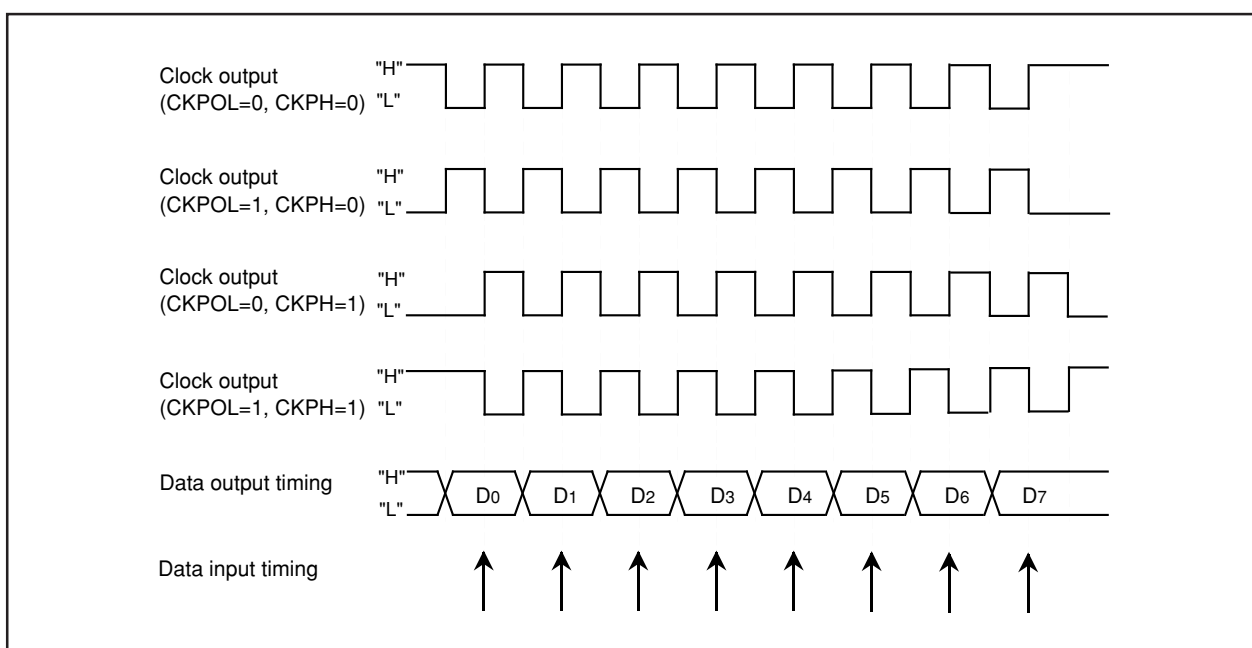 Clock output
(CKPOL=0, CKPH=0)
"H"
"L"
Clock output
(CKPOL=1, CKPH=0)
"H"
"L"
Clock output
(CKPOL=0, CKPH=1)
"H"
"L"
Clock output
(CKPOL=1, CKPH=1)
"H"
"L"
Data output timing
"H"
"L"
D0 D1 D2 D3 D4 D5 D6 D7
Data input timing